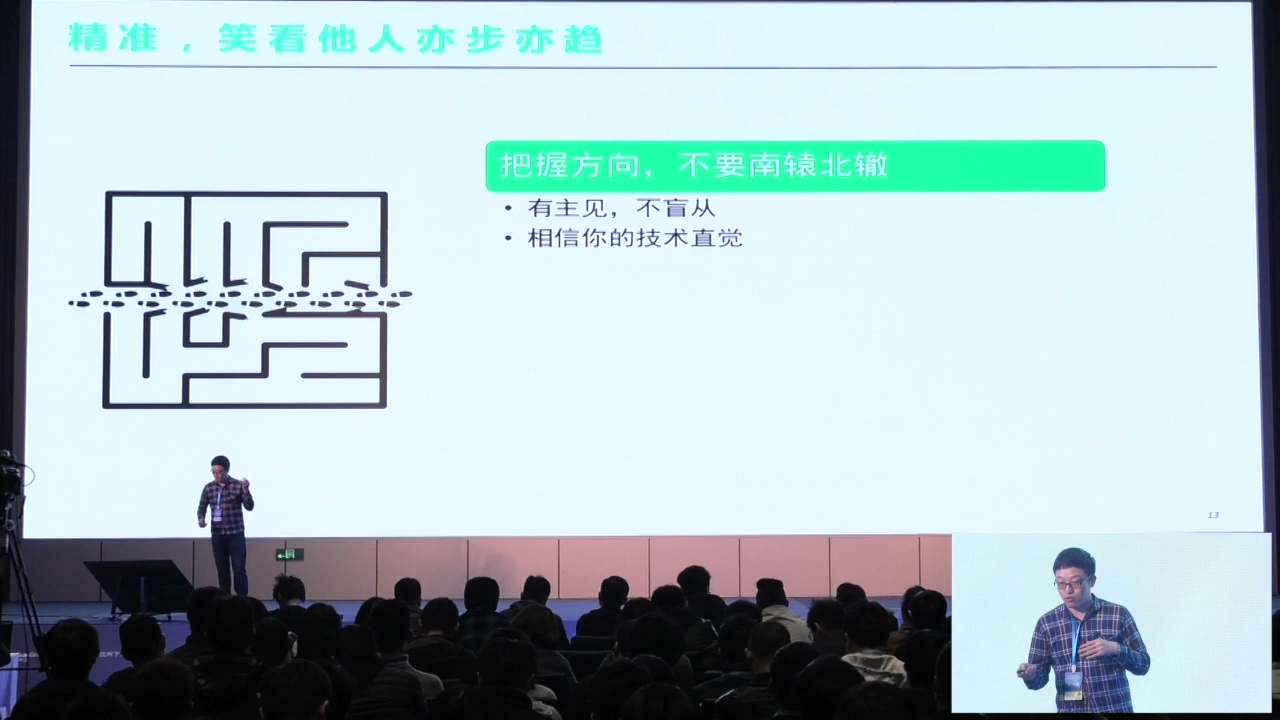 精准，笑看他人亦步亦趋
把握方向，不要南辕北辙
• 有主见，不盲从
• 相信你的技术直觉
13